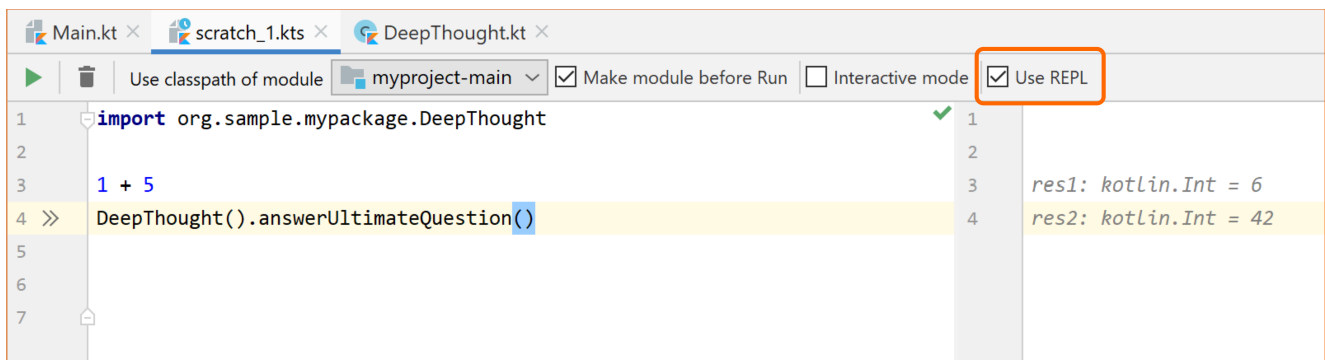 Main.kt scratch_1.kts DeepThought.kt
Use classpath of module myproject-main Make module before Run Interactive mode Use REPL
1 import org.sample.mypackage.DeepThought 1
2 2
3 1 + 5 3 res1: kotlin.Int = 6
4 DeepThought().answerUltimateQuestion() 4 res2: kotlin.Int = 42
5
6
7